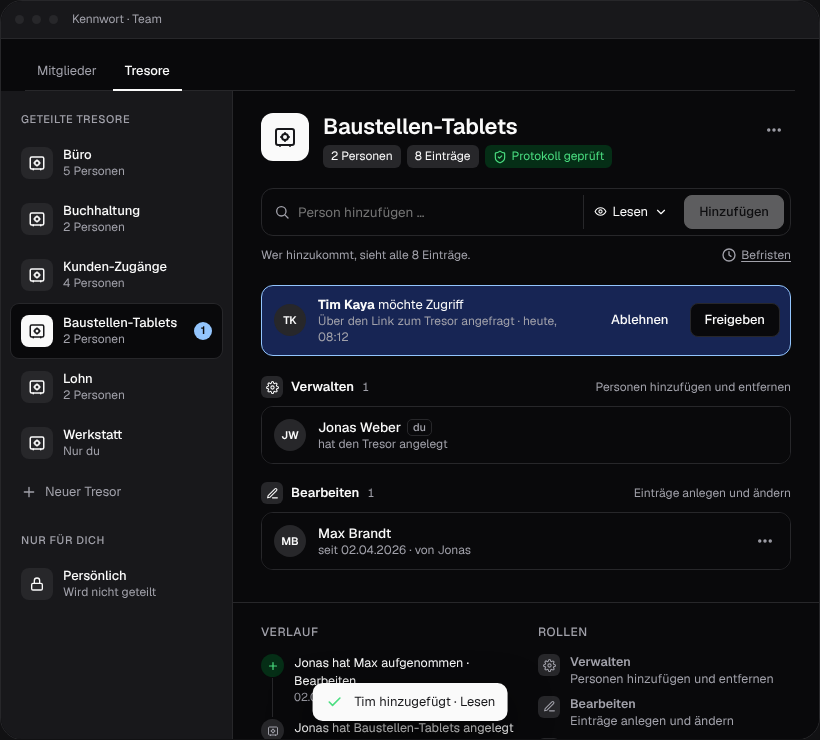 Kennwort · Team
Mitglieder
Tresore
GETEILTE TRESORE
Büro
5 Personen
Buchhaltung
2 Personen
Kunden-Zugänge
4 Personen
Baustellen-Tablets
2 Personen
1
Lohn
2 Personen
Werkstatt
Nur du
Neuer Tresor
NUR FÜR DICH
Persönlich
Wird nicht geteilt
Baustellen-Tablets
2 Personen
8 Einträge
Protokoll geprüft
Person hinzufügen …
Lesen
Hinzufügen
Wer hinzukommt, sieht alle 8 Einträge.
Befristen
TK
Tim Kaya möchte Zugriff
Über den Link zum Tresor angefragt · heute,
08:12
Ablehnen
Freigeben
Verwalten 1
Personen hinzufügen und entfernen
JW
Jonas Weber du
hat den Tresor angelegt
Bearbeiten 1
Einträge anlegen und ändern
MB
Max Brandt
seit 02.04.2026 · von Jonas
VERLAUF
Jonas hat Max aufgenommen ·
Bearbeiten
02.
Jonas hat Baustellen-Tablets angelegt
ROLLEN
Verwalten
Personen hinzufügen und entfernen
Bearbeiten
Einträge anlegen und ändern
Tim hinzugefügt · Lesen